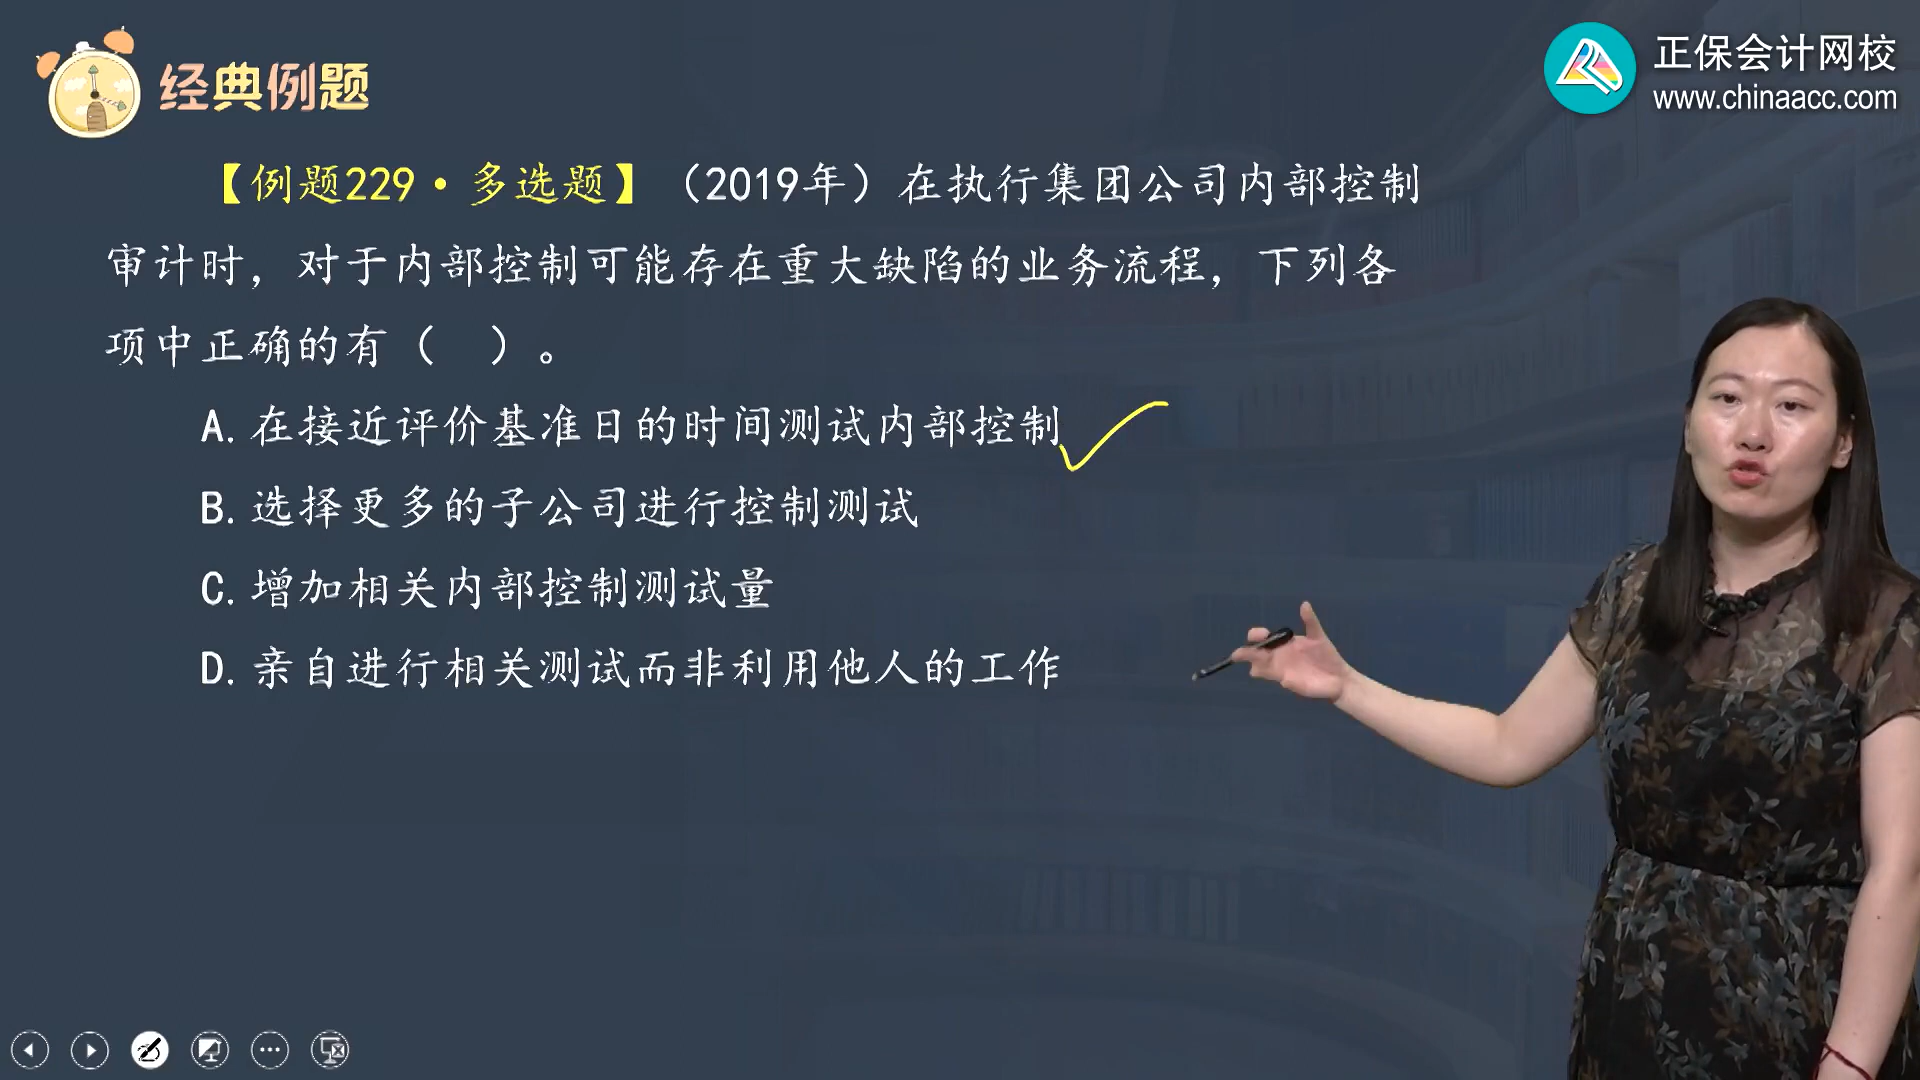 经典例题
正保会计网校
www.chinaacc.com
【例题229·多选题】（2019年）在执行集团公司内部控制
审计时，对于内部控制可能存在重大缺陷的业务流程，下列各
项中正确的有（　）。
A.在接近评价基准日的时间测试内部控制
B.选择更多的子公司进行控制测试
C.增加相关内部控制测试量
D.亲自进行相关测试而非利用他人的工作